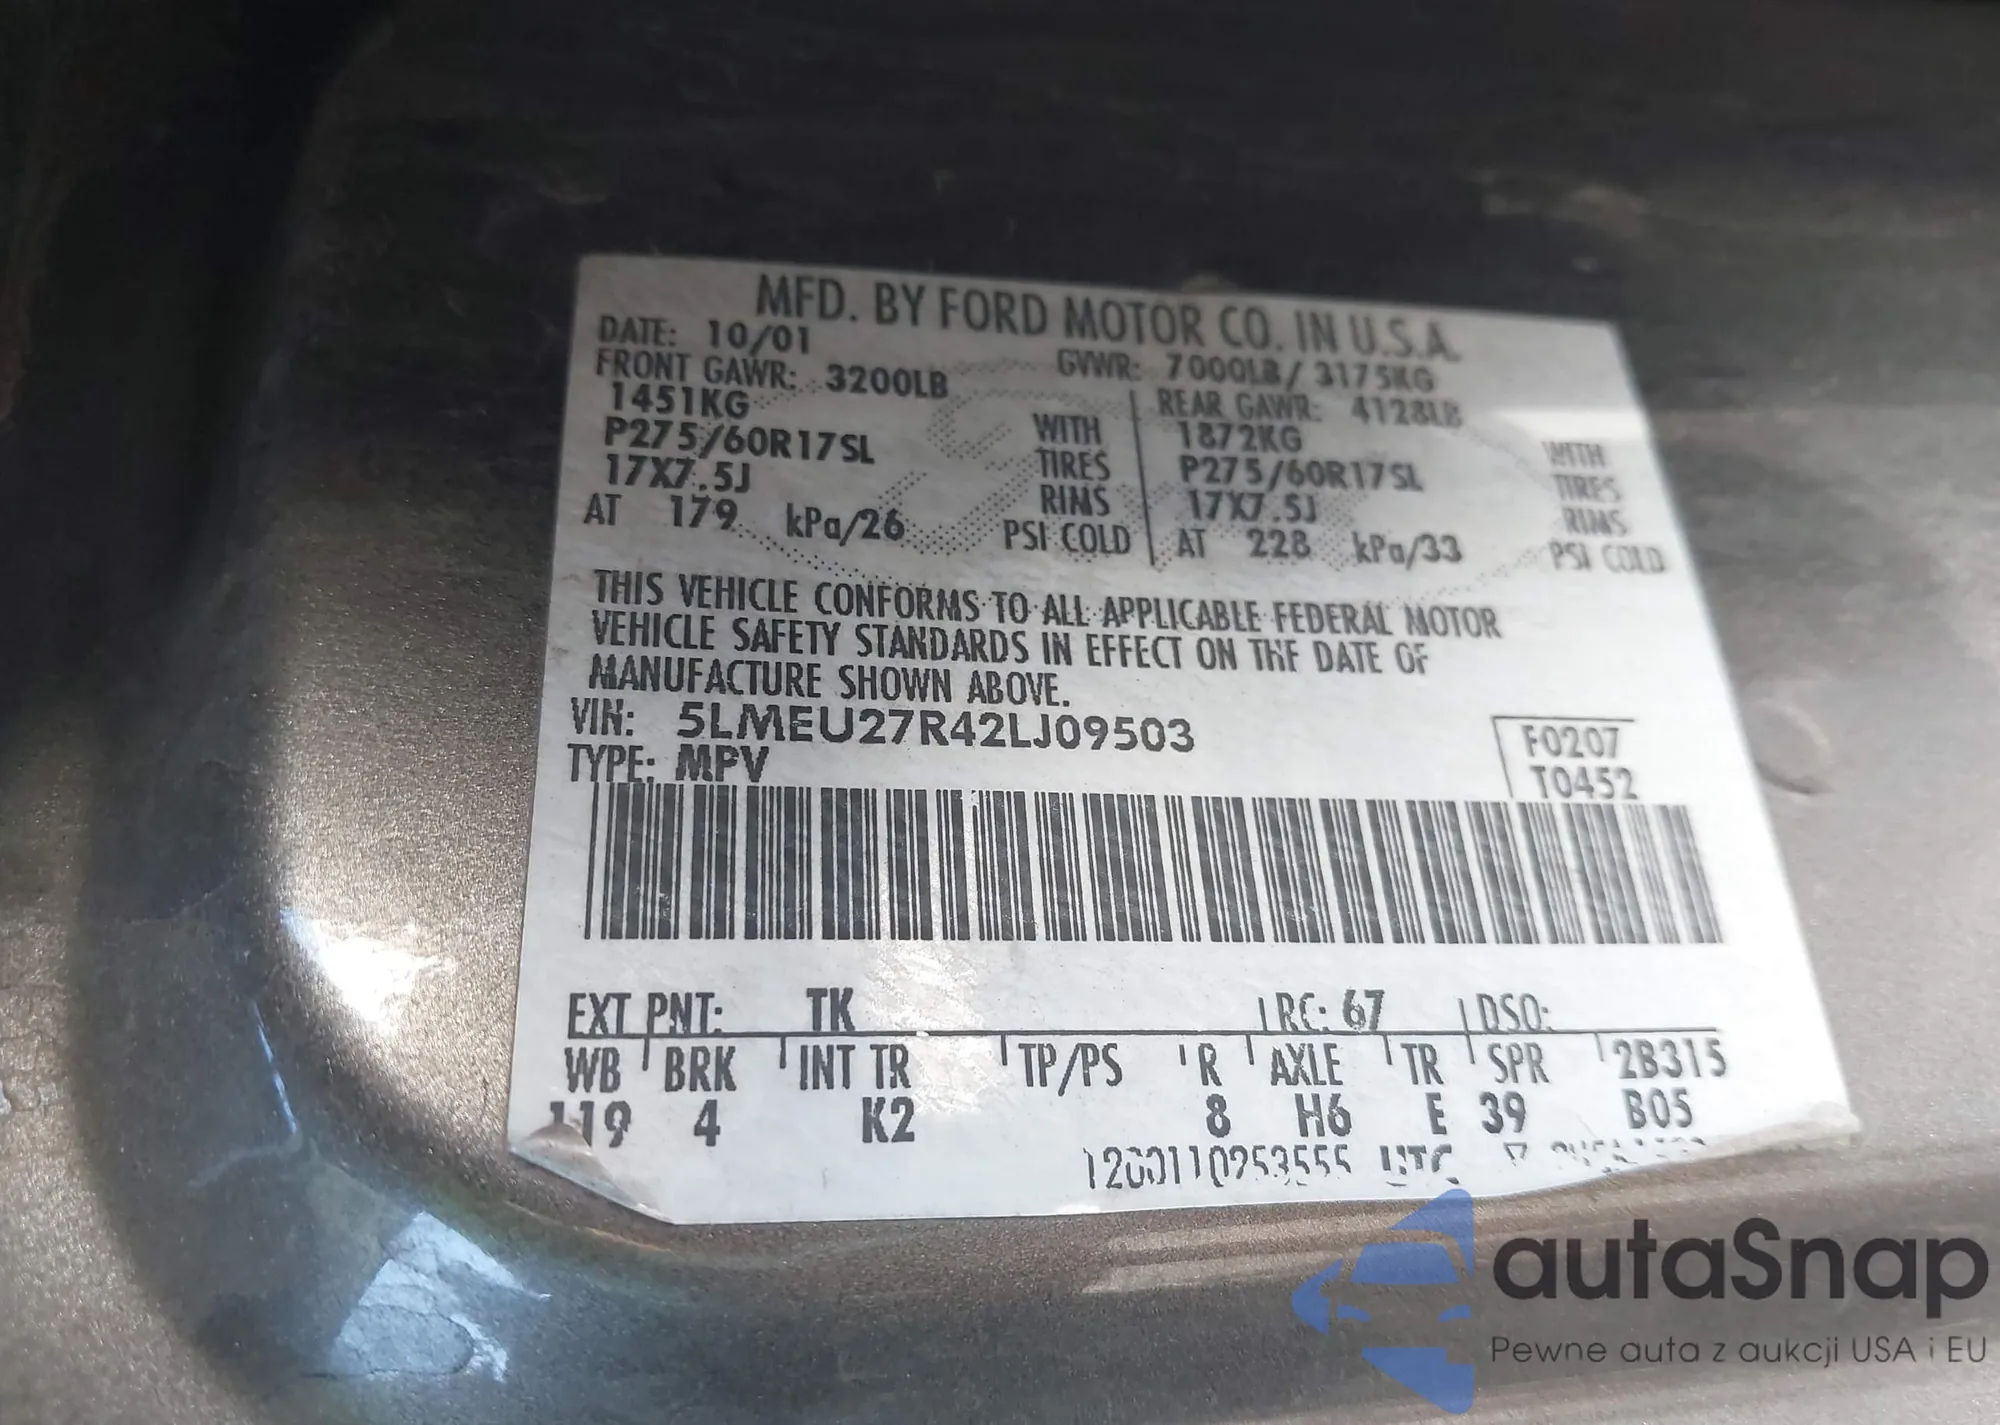 MFD. BY FORD MOTOR CO. IN U.S.A.
DATE: 10/01 GVWR: 7000LB / 3175KG
FRONT GAWR: 3200LB REAR GAWR: 4128LB
1451KG WITH 1872KG WITH
P275/60R17SL TIRES P275/60R17SL TIRES
17X7.5J RIMS 17X7.5J RIMS
AT 179 kPa/26 PSI COLD AT 228 kPa/33 PSI COLD
THIS VEHICLE CONFORMS TO ALL APPLICABLE FEDERAL MOTOR
VEHICLE SAFETY STANDARDS IN EFFECT ON THE DATE OF
MANUFACTURE SHOWN ABOVE.
VIN: 5LMEU27R42LJ09503 F0207
TYPE: MPV T0452
EXT PNT: TK RC: 67 DSO:
WB BRK INT TR TP/PS R AXLE TR SPR 2B315
119 4 K2 8 H6 E 39 B05
UTC
autaSnap
Pewne auta z aukcji USA i EU